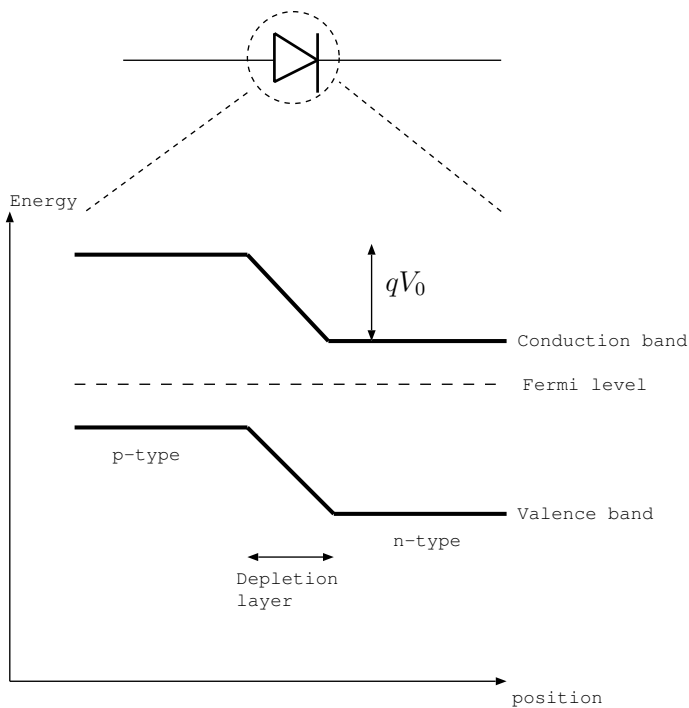 Energy
qV₀
Conduction band
Fermi level
p-type
Valence band
n-type
Depletion
layer
position